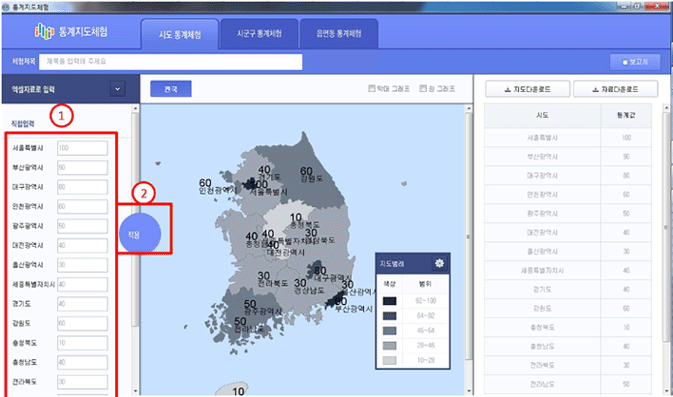 통계지도체험
통계지도체험
시도 통계체험
시군구 통계체험
읍면동 통계체험
체험제목
제목을 입력해 주세요
보고서
엑셀자료로 입력
전국
막대 그래프
원 그래프
지도다운로드
자료다운로드
1
직접입력
서울특별시 100
부산광역시 90
대구광역시 80
인천광역시 60
광주광역시 50
대전광역시 40
울산광역시 30
세종특별자치시 40
경기도 40
강원도 60
충청북도 10
충청남도 40
전라북도 30
2
적용
40
경기도
60
강원도
60
인천광역시
서울특별시
10
충청북도
40
40
30
40
대전광역시
80
대구광역시
30
전라북도
30
경상남도
30
울산광역시
부산광역시
50
광주광역시
50
전라남도
10
지도범례
색상 범위
82~100
64~82
46~64
28~46
10~28
시도 통계값
서울특별시 100
부산광역시 90
대구광역시 80
인천광역시 60
광주광역시 50
대전광역시 40
울산광역시 30
세종특별자치시 40
경기도 40
강원도 60
충청북도 10
충청남도 40
전라북도 30
전라남도 50